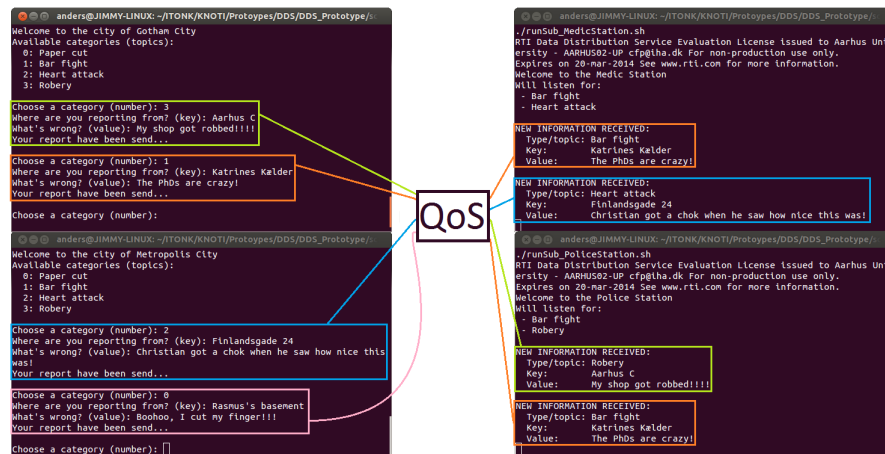 anders@JIMMY-LINUX: ~/ITONK/KNOTI/Protoypes/DDS/DDS_Prototype/s
Welcome to the city of Gotham City
Available categories (topics):
0: Paper cut
1: Bar fight
2: Heart attack
3: Robery
Choose a category (number): 3
Where are you reporting from? (key): Aarhus C
What's wrong? (value): My shop got robbed!!!!
Your report have been send...
Choose a category (number): 1
Where are you reporting from? (key): Katrines Kælder
What's wrong? (value): The PhDs are crazy!
Your report have been send...
Choose a category (number):
anders@JIMMY-LINUX: ~/ITONK/KNOTI/Protoypes/DDS/DDS_Prototype/s
Welcome to the city of Metropolis City
Available categories (topics):
0: Paper cut
1: Bar fight
2: Heart attack
3: Robery
Choose a category (number): 2
Where are you reporting from? (key): Finlandsgade 24
What's wrong? (value): Christian got a chok when he saw how nice this
was!
Your report have been send...
Choose a category (number): 0
Where are you reporting from? (key): Rasmus's basement
What's wrong? (value): Boohoo, I cut my finger!!!
Your report have been send...
Choose a category (number):
QoS
anders@JIMMY-LINUX: ~/ITONK/KNOTI/Protoypes/DDS/DDS_Prototype/s
./runSub_MedicStation.sh
RTI Data Distribution Service Evaluation License issued to Aarhus Uni
ersity - AARHUS02-UP cfp@iha.dk For non-production use only.
Expires on 20-mar-2014 See www.rti.com for more information.
Welcome to the Medic Station
Will listen for:
- Bar fight
- Heart attack
NEW INFORMATION RECEIVED:
Type/topic: Bar fight
Key: Katrines Kælder
Value: The PhDs are crazy!
NEW INFORMATION RECEIVED:
Type/topic: Heart attack
Key: Finlandsgade 24
Value: Christian got a chok when he saw how nice this was!
anders@JIMMY-LINUX: ~/ITONK/KNOTI/Protoypes/DDS/DDS_Prototype/s
./runSub_PoliceStation.sh
RTI Data Distribution Service Evaluation License issued to Aarhus Uni
ersity - AARHUS02-UP cfp@iha.dk For non-production use only.
Expires on 20-mar-2014 See www.rti.com for more information.
Welcome to the Police Station
Will listen for:
- Bar fight
- Robery
NEW INFORMATION RECEIVED:
Type/topic: Robery
Key: Aarhus C
Value: My shop got robbed!!!!
NEW INFORMATION RECEIVED:
Type/topic: Bar fight
Key: Katrines Kælder
Value: The PhDs are crazy!